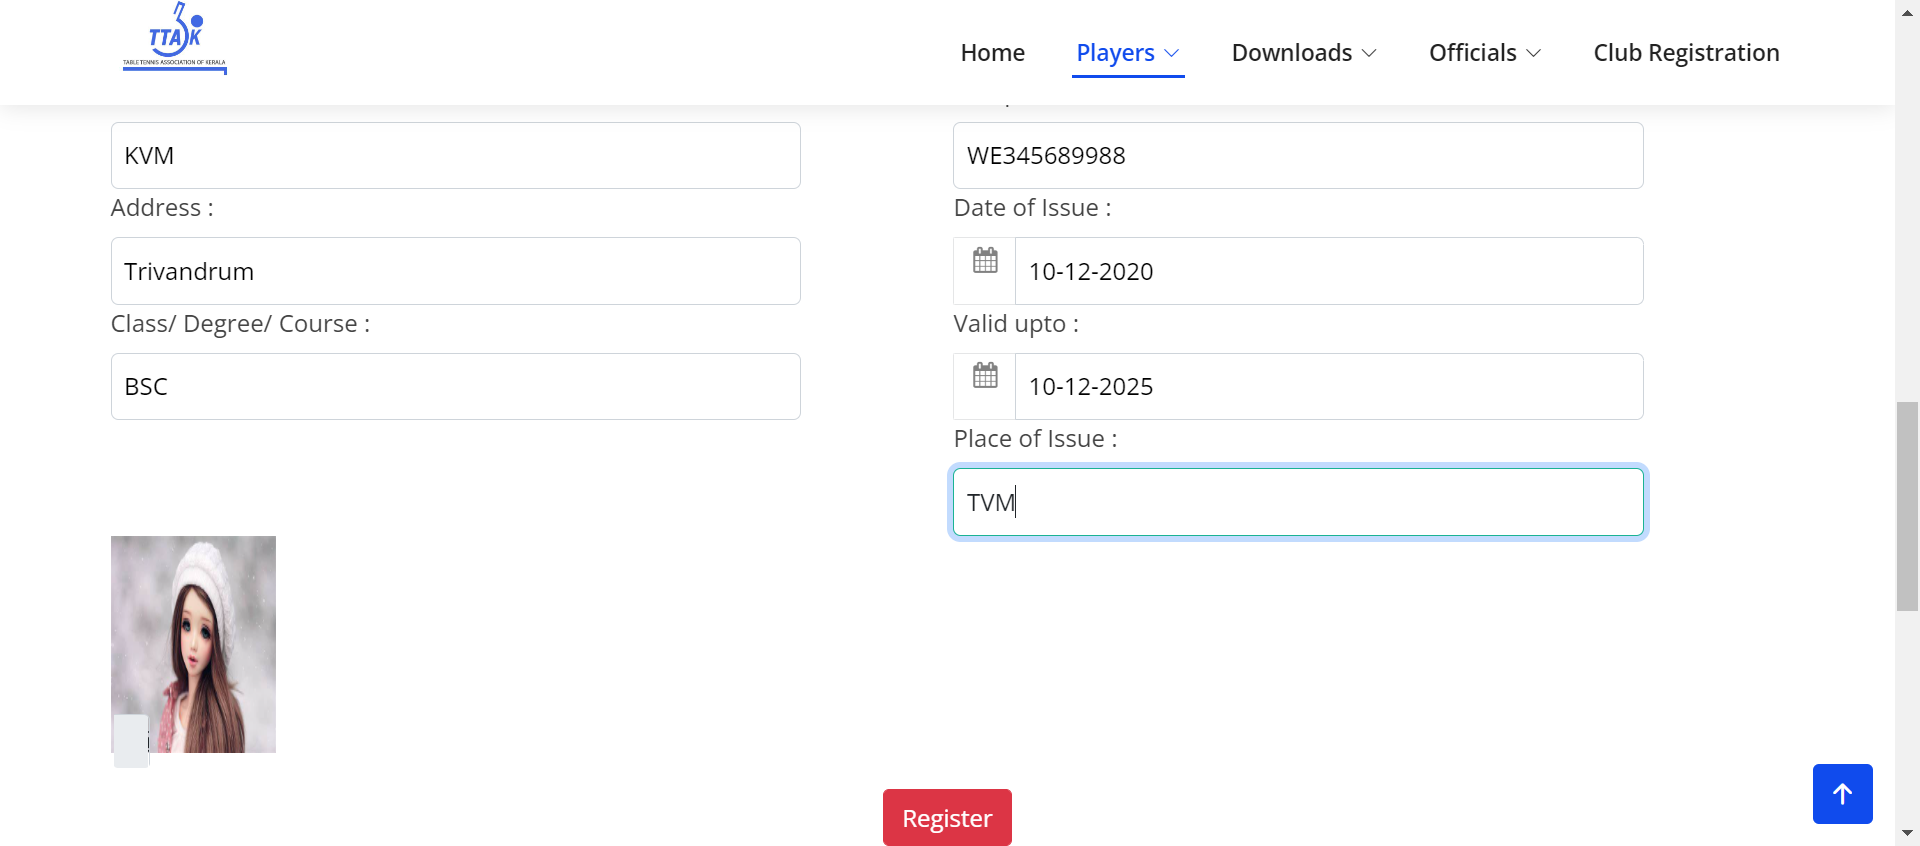 TTASK
TABLE TENNIS ASSOCIATION OF KERALA
Home
Players
Downloads
Officials
Club Registration
KVM
WE345689988
Address :
Date of Issue :
Trivandrum
10-12-2020
Class/ Degree/ Course :
Valid upto :
BSC
10-12-2025
Place of Issue :
TVM
Register